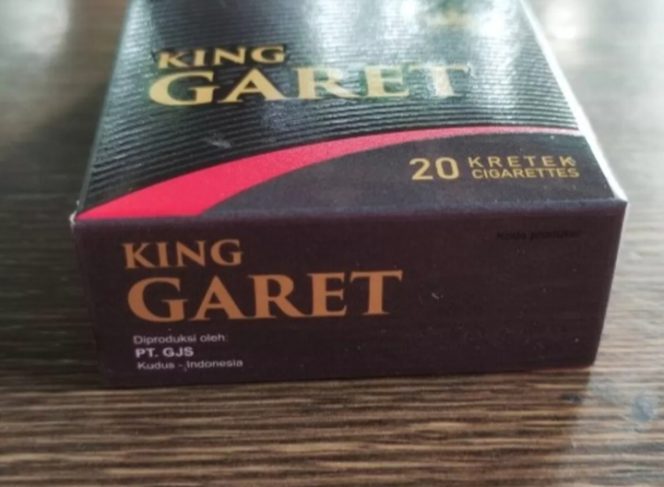 KING
GARET
20 KRETEK
CIGARETTES
Kode produksi
KING
GARET
Diproduksi oleh:
PT. GJS
Kudus - Indonesia